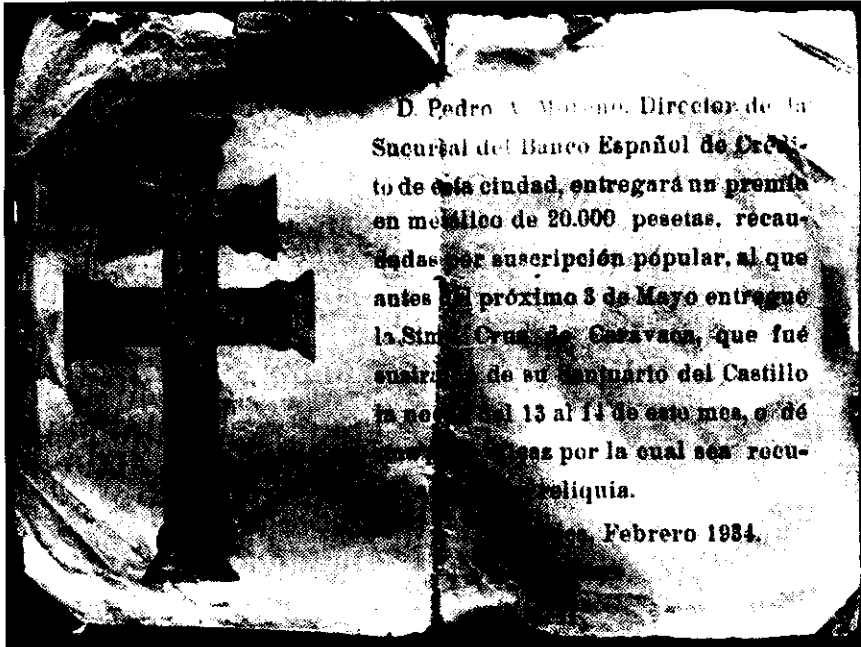 D. Pedro A. Moreno, Director de la
Sucursal del Banco Español de Crédi-
to de esta ciudad, entregará un premio
en metálico de 20.000 pesetas, recau-
dadas por suscripción popular, al que
antes del próximo 3 de Mayo entregue
la Stma. Cruz de Caravaca, que fué
de su Santuario del Castillo
la noche del 13 al 14 de este mes, o dé
por la cual sea recu-
reliquia.
Febrero 1934.